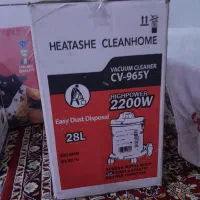 HEATASHE CLEANHOME
VACUUM CLEANER
CV-965Y
HIGHPOWER
2200W
Easy Dust Disposal
28L